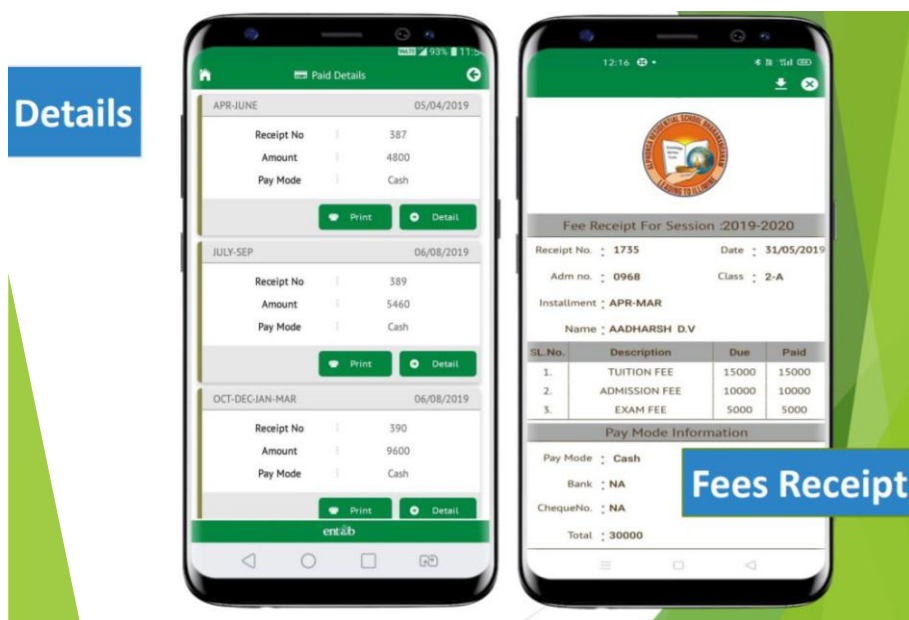 Details
93% 11:5
Paid Details
APR-JUNE 05/04/2019
Receipt No : 387
Amount : 4800
Pay Mode : Cash
Print Detail
JULY-SEP 06/08/2019
Receipt No : 389
Amount : 5460
Pay Mode : Cash
Print Detail
OCT-DEC-JAN-MAR 06/08/2019
Receipt No : 390
Amount : 9600
Pay Mode : Cash
Print Detail
entab
12:16
LEADING TO ILLUMINE
Fee Receipt For Session :2019-2020
Receipt No. : 1735 Date : 31/05/2019
Adm no. : 0968 Class : 2-A
Installment : APR-MAR
Name : AADHARSH D.V
SL.No. Description Due Paid
1. TUITION FEE 15000 15000
2. ADMISSION FEE 10000 10000
3. EXAM FEE 5000 5000
Pay Mode Information
Pay Mode : Cash
Bank : NA
ChequeNo. : NA
Total : 30000
Fees Receipt